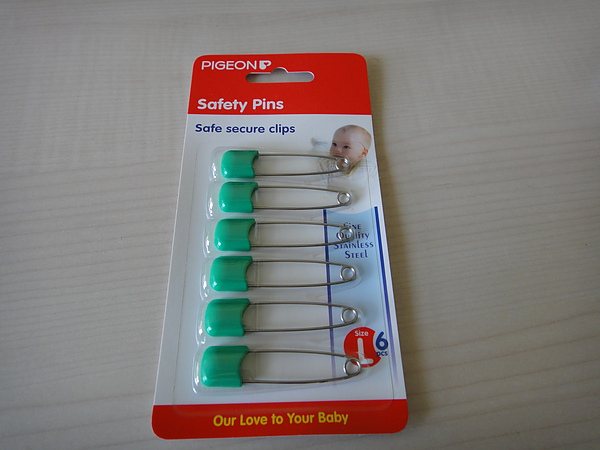 PIGEON
Safety Pins
Safe secure clips
Fine
Quality
Stainless
Steel
Size
L
6
pcs
Our Love to Your Baby